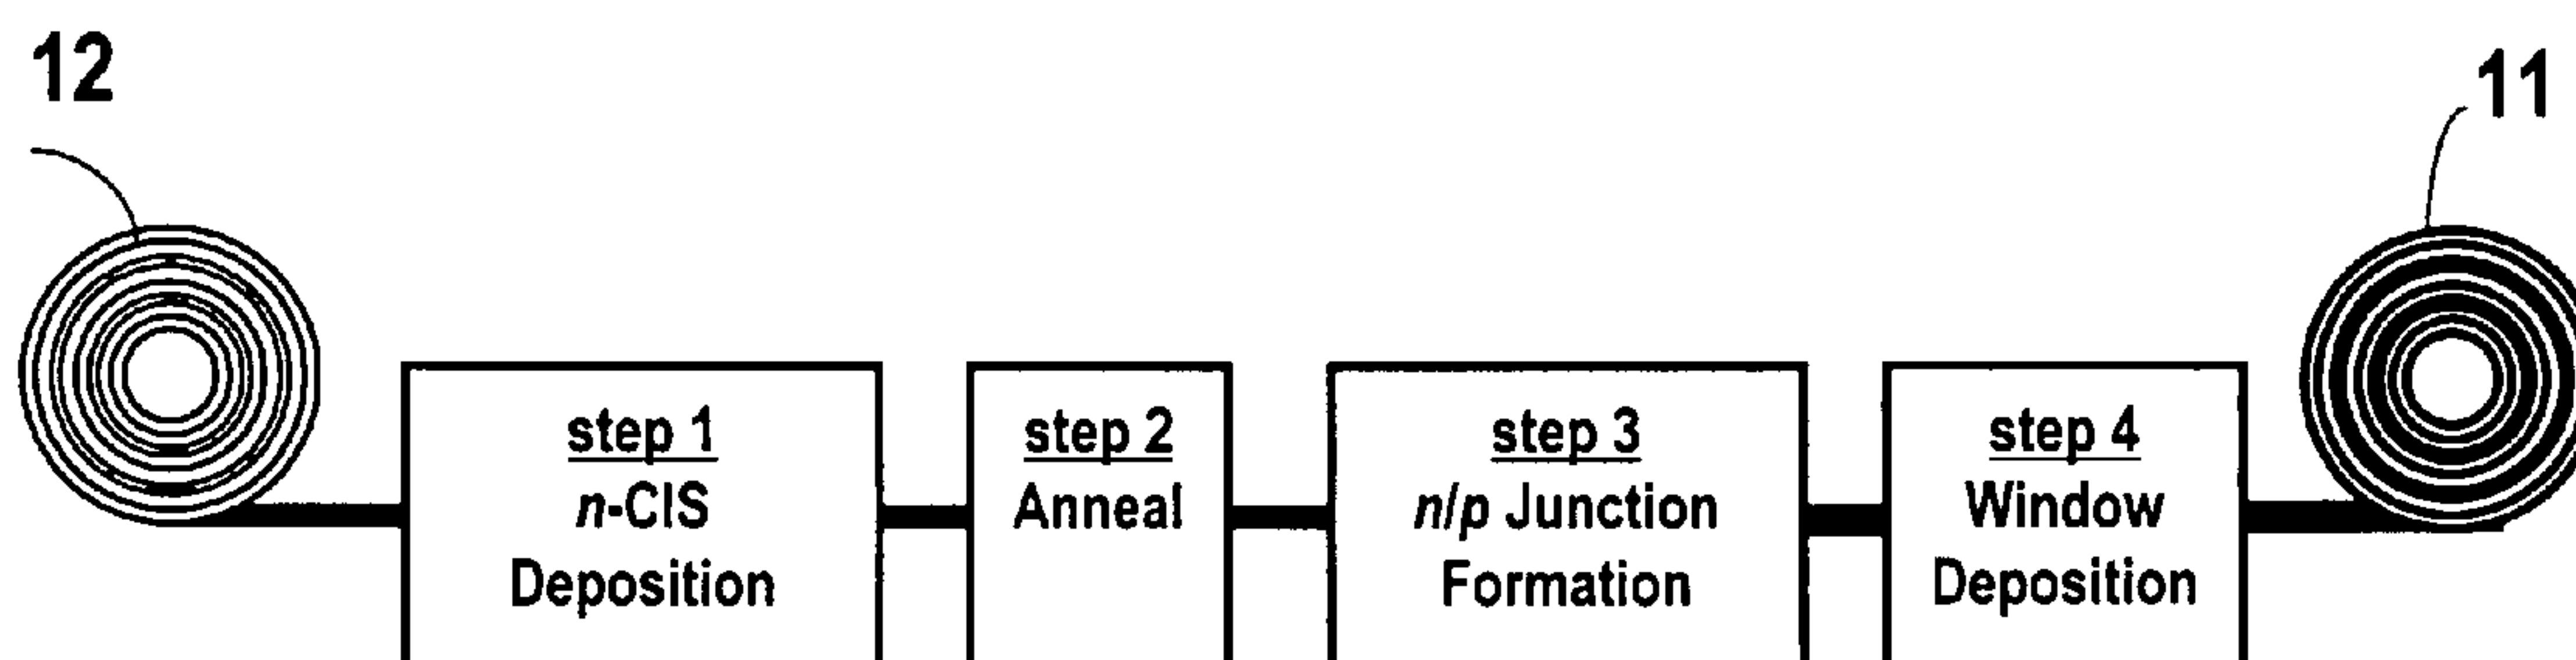 12
11
step 1
n-CIS
Deposition
step 2
Anneal
step 3
n/p Junction
Formation
step 4
Window
Deposition